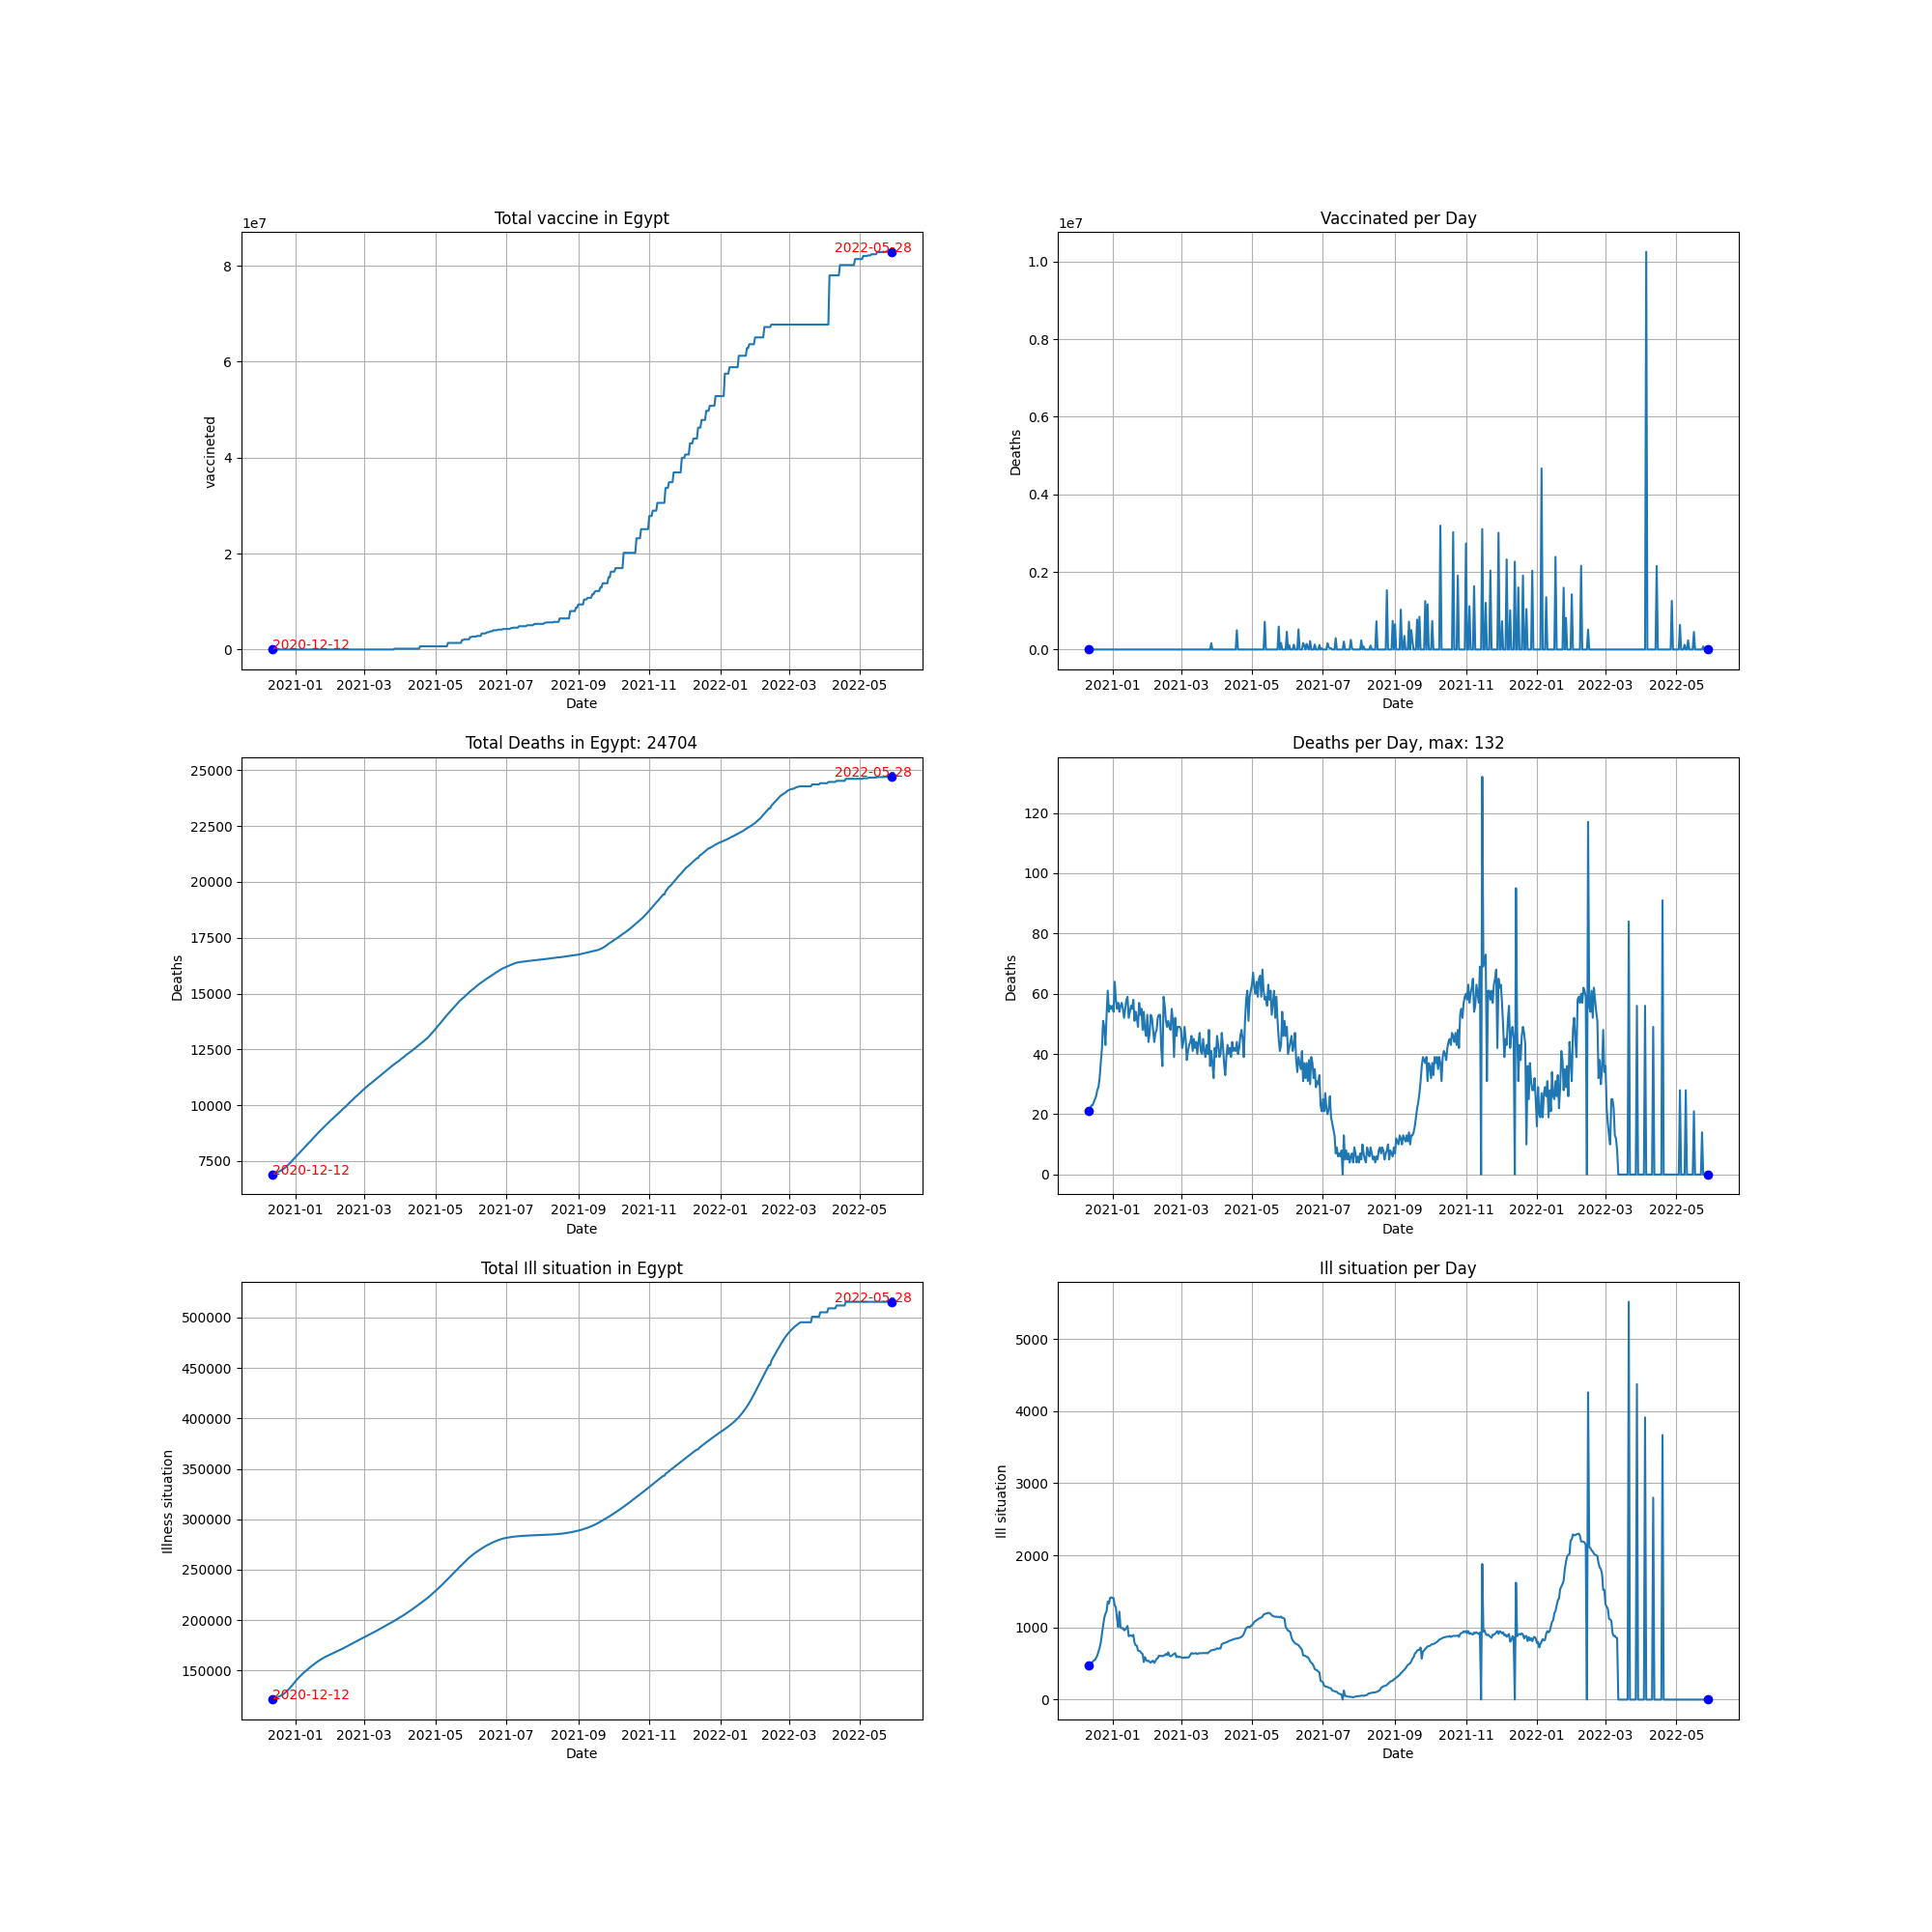 Total vaccine in Egypt
1e7
8
6
4
2
0
vaccineted
2022-05-28
2020-12-12
2021-01 2021-03 2021-05 2021-07 2021-09 2021-11 2022-01 2022-03 2022-05
Date
Vaccinated per Day
1e7
1.0
0.8
0.6
0.4
0.2
0.0
Deaths
2021-01 2021-03 2021-05 2021-07 2021-09 2021-11 2022-01 2022-03 2022-05
Date
Total Deaths in Egypt: 24704
25000
22500
20000
17500
15000
12500
10000
7500
Deaths
2022-05-28
2020-12-12
2021-01 2021-03 2021-05 2021-07 2021-09 2021-11 2022-01 2022-03 2022-05
Date
Deaths per Day, max: 132
120
100
80
60
40
20
0
Deaths
2021-01 2021-03 2021-05 2021-07 2021-09 2021-11 2022-01 2022-03 2022-05
Date
Total Ill situation in Egypt
500000
450000
400000
350000
300000
250000
200000
150000
Illness situation
2022-05-28
2020-12-12
2021-01 2021-03 2021-05 2021-07 2021-09 2021-11 2022-01 2022-03 2022-05
Date
Ill situation per Day
5000
4000
3000
2000
1000
0
Ill situation
2021-01 2021-03 2021-05 2021-07 2021-09 2021-11 2022-01 2022-03 2022-05
Date